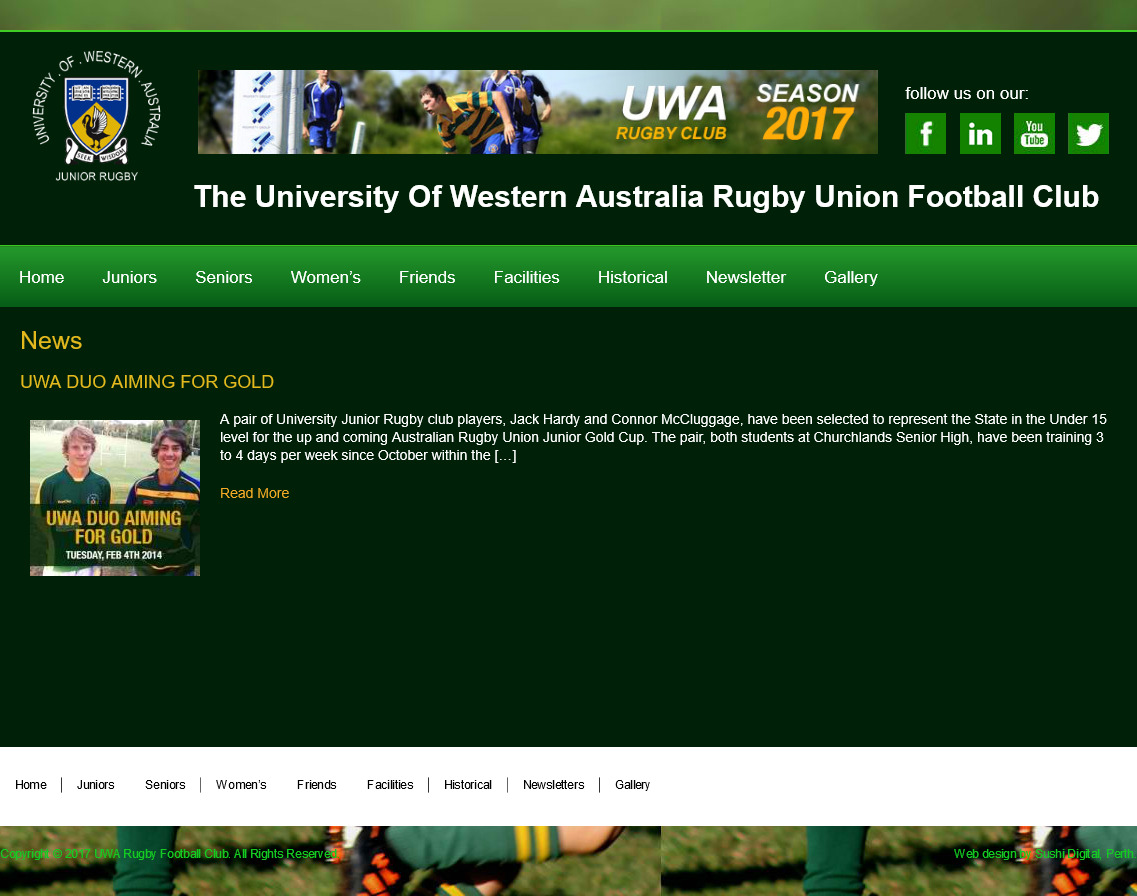 UNIVERSITY . OF . WESTERN . AUSTRALIA
SEEK WISDOM
JUNIOR RUGBY
UWA
RUGBY CLUB
SEASON
2017
follow us on our:
f
in
You
Tube
The University Of Western Australia Rugby Union Football Club
Home Juniors Seniors Women’s Friends Facilities Historical Newsletter Gallery
News
UWA DUO AIMING FOR GOLD
A pair of University Junior Rugby club players, Jack Hardy and Connor McCluggage, have been selected to represent the State in the Under 15
level for the up and coming Australian Rugby Union Junior Gold Cup. The pair, both students at Churchlands Senior High, have been training 3
to 4 days per week since October within the […]
Read More
UWA DUO AIMING
FOR GOLD
TUESDAY, FEB 4TH 2014
Home | Juniors Seniors | Women’s Friends Facilities | Historical | Newsletters | Gallery
Copyright © 2017 UWA Rugby Football Club. All Rights Reserved.
Web design by Sushi Digital, Perth.